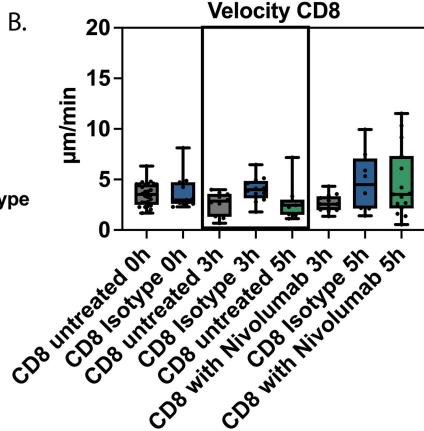 B.
Velocity CD8
20
15
10
5
0
µm/min
ype
CD8 untreated 0h
CD8 Isotype 0h
CD8 untreated 3h
CD8 Isotype 3h
CD8 untreated 5h
CD8 with Nivolumab 3h
CD8 Isotype 5h
CD8 with Nivolumab 5h